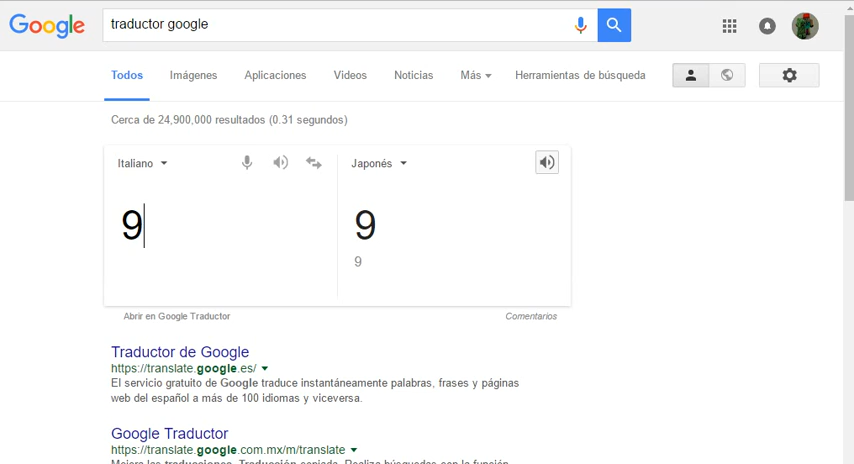 Google traductor google
Todos Imágenes Aplicaciones Videos Noticias Más Herramientas de búsqueda
Cerca de 24,900,000 resultados (0.31 segundos)
Italiano Japonés
9 9
9
Abrir en Google Traductor Comentarios
Traductor de Google
https://translate.google.es/
El servicio gratuito de Google traduce instantáneamente palabras, frases y páginas
web del español a más de 100 idiomas y viceversa.
Google Traductor
https://translate.google.com.mx/m/translate